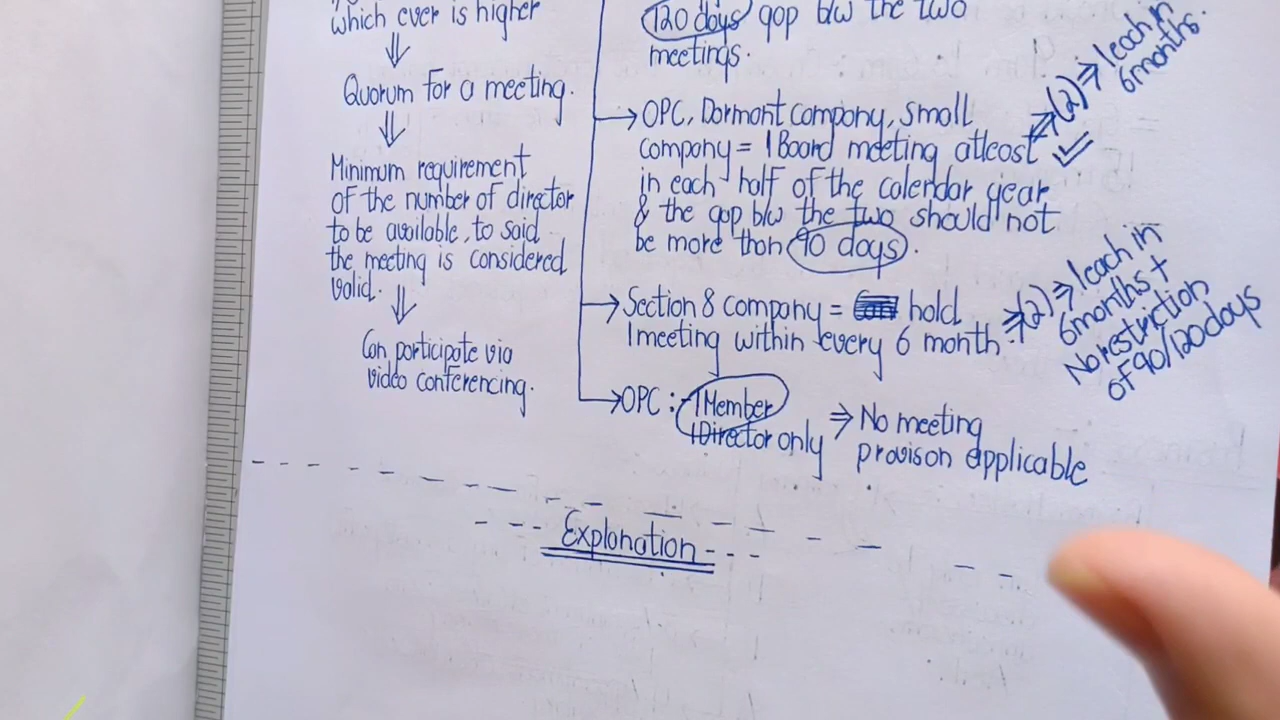 which ever is higher
⇓
Quorum for a meeting.
⇓
Minimum requirement
of the number of director
to be available, to said
the meeting is considered
valid.
⇓
Can participate via
video conferencing.
120 days gap b/w the two
meetings.
→ OPC, Dormant company, small
company = 1 Board meeting atleast
in each half of the calendar year
& the gap b/w the two should not
be more than 90 days.
⇒ (2) ⇒ 1 each in
6 months.
→ Section 8 company = hold
1 meeting within every 6 month.
⇒ (2) ⇒ 1 each in
6 months +
No restriction
of 90/120 days
→ OPC :- 1 Member
1 Director only
⇒ No meeting
provison applicable
Explanation